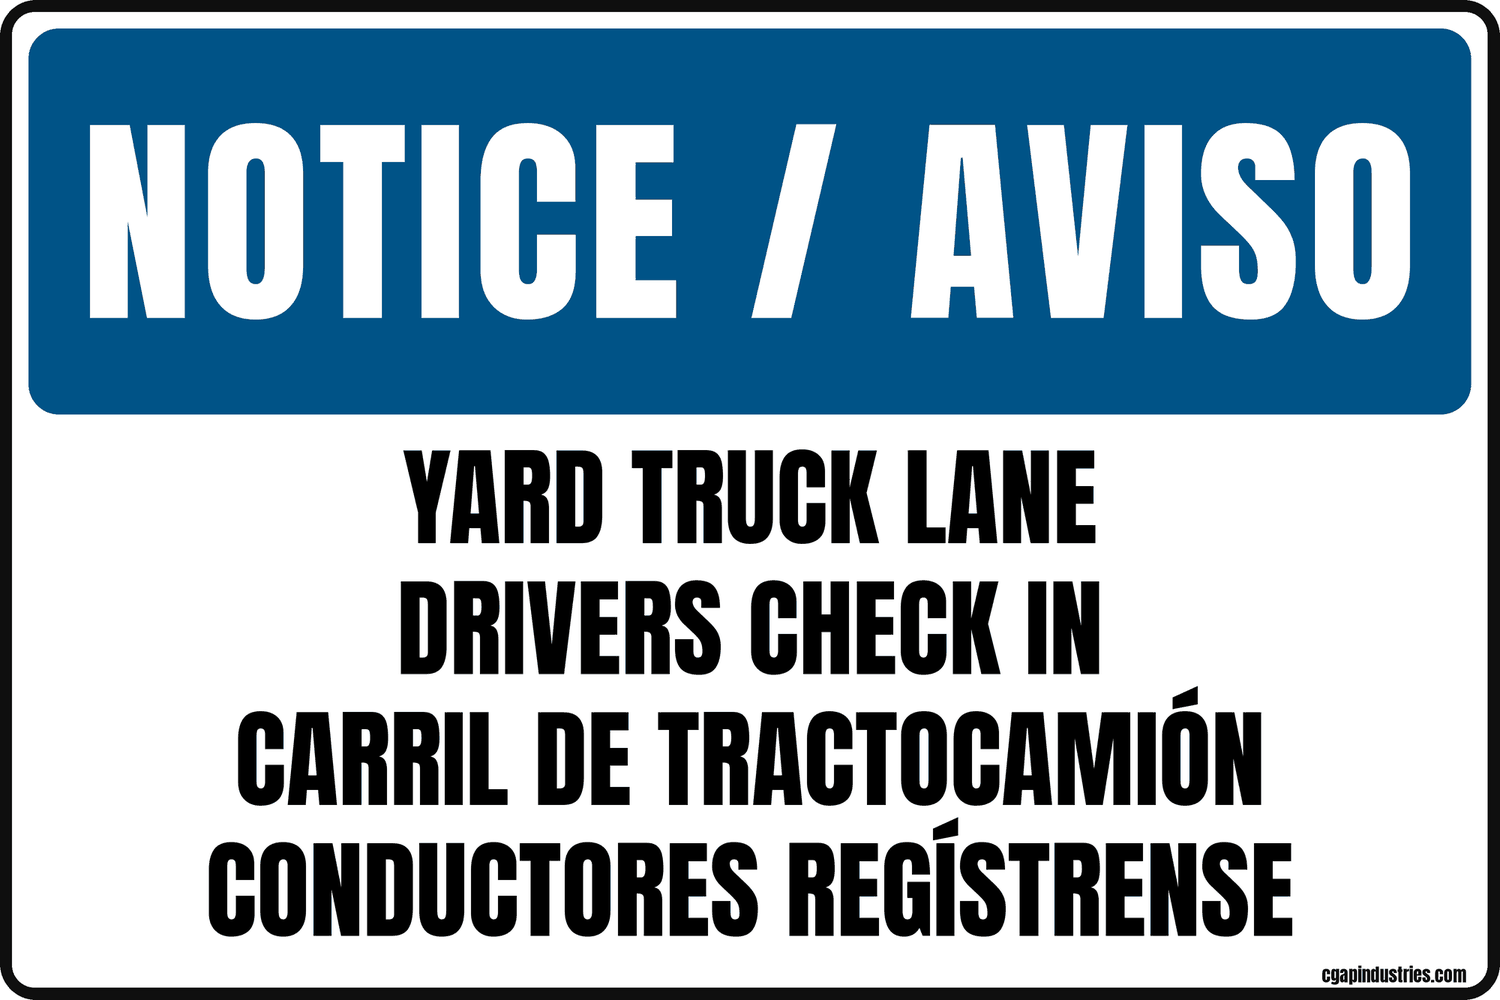 NOTICE / AVISO
YARD TRUCK LANE
DRIVERS CHECK IN
CARRIL DE TRACTOCAMIÓN
CONDUCTORES REGÍSTRENSE
cgapindustries.com